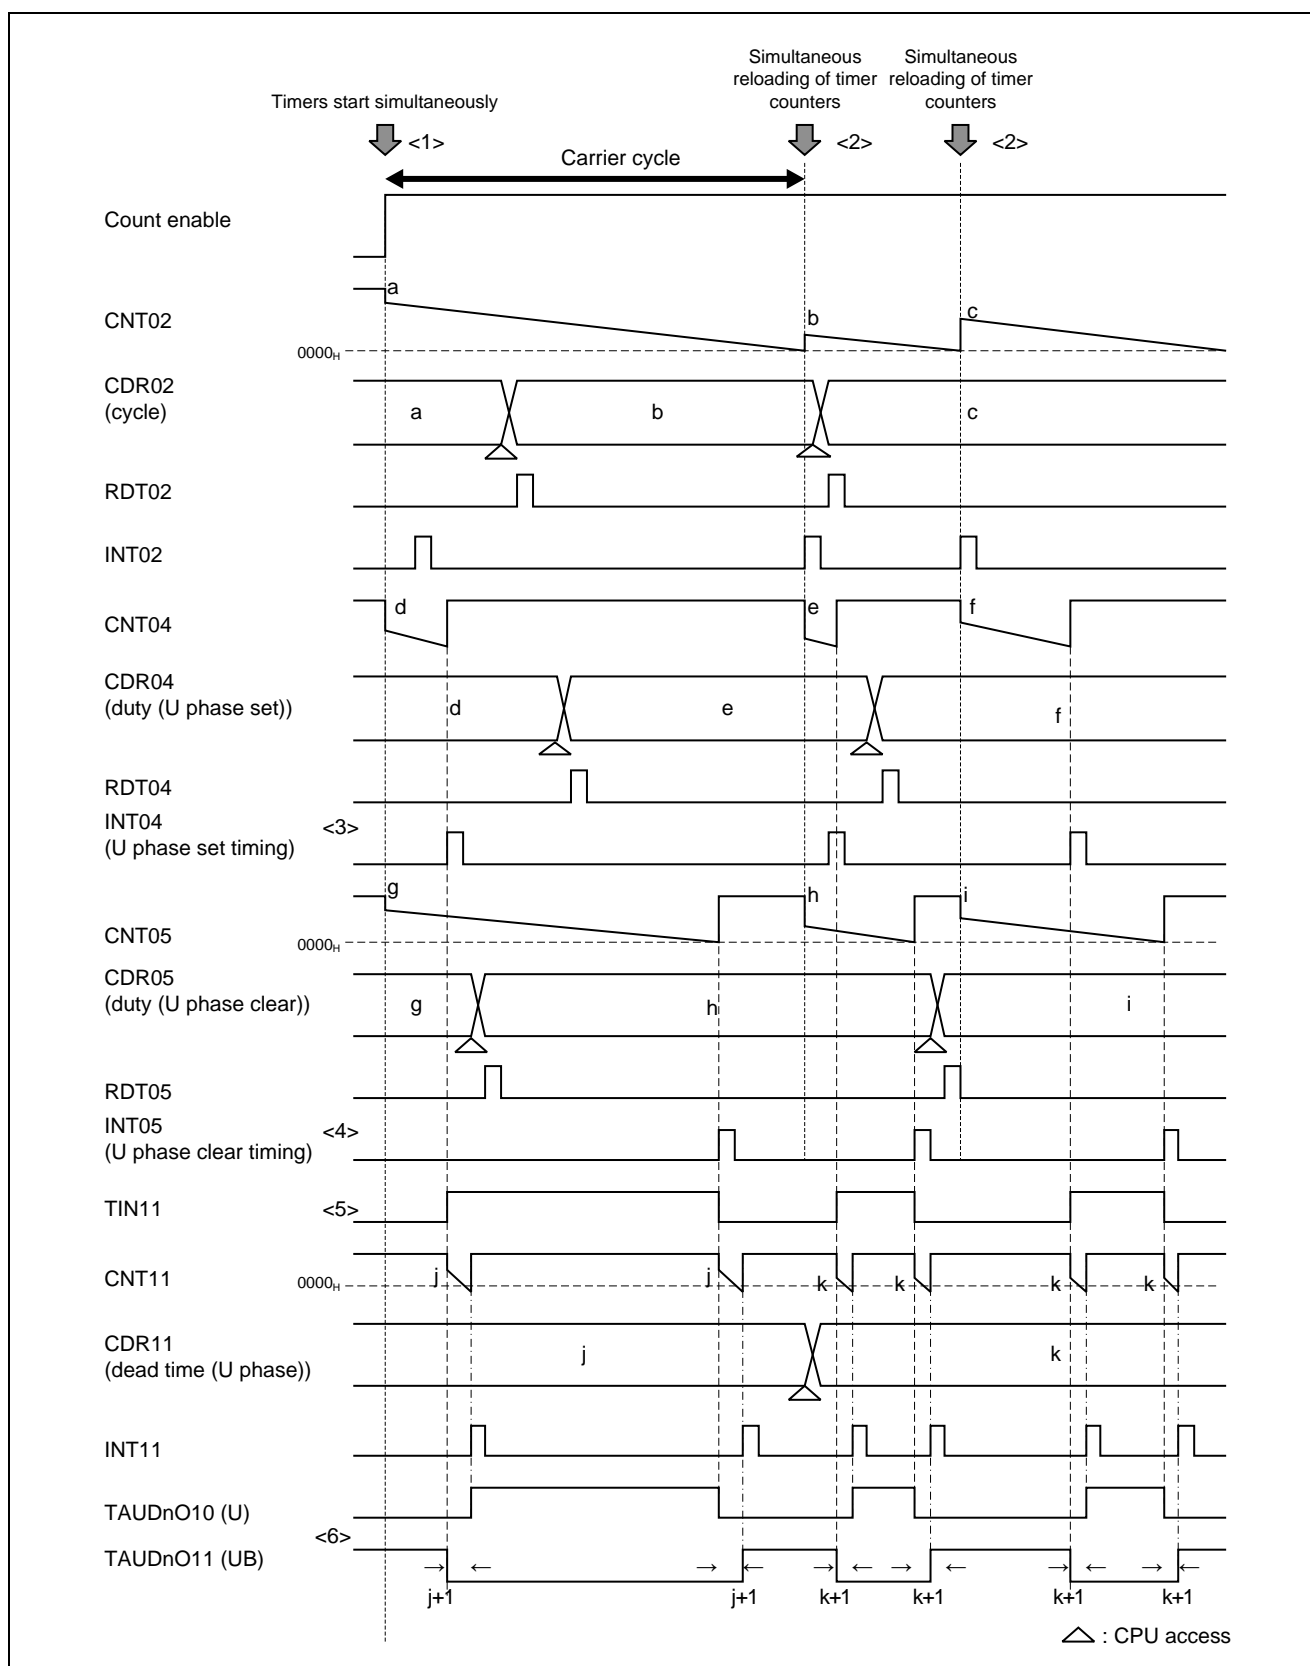 Simultaneous
reloading of timer
counters
Simultaneous
reloading of timer
counters
Timers start simultaneously
<1>
<2>
<2>
Carrier cycle
Count enable
a
CNT02
b
c
0000H
CDR02
(cycle)
a
b
c
RDT02
INT02
d
e
f
CNT04
CDR04
(duty (U phase set))
d
e
f
RDT04
INT04
(U phase set timing)
<3>
g
h
i
CNT05
0000H
CDR05
(duty (U phase clear))
g
h
i
RDT05
INT05
(U phase clear timing)
<4>
TIN11
<5>
CNT11
0000H
j
j
k
k
k
k
CDR11
(dead time (U phase))
j
k
INT11
TAUDnO10 (U)
<6>
TAUDnO11 (UB)
→ ← → ← → ← → ← → ← → ←
j+1
j+1
k+1
k+1
k+1
k+1
: CPU access